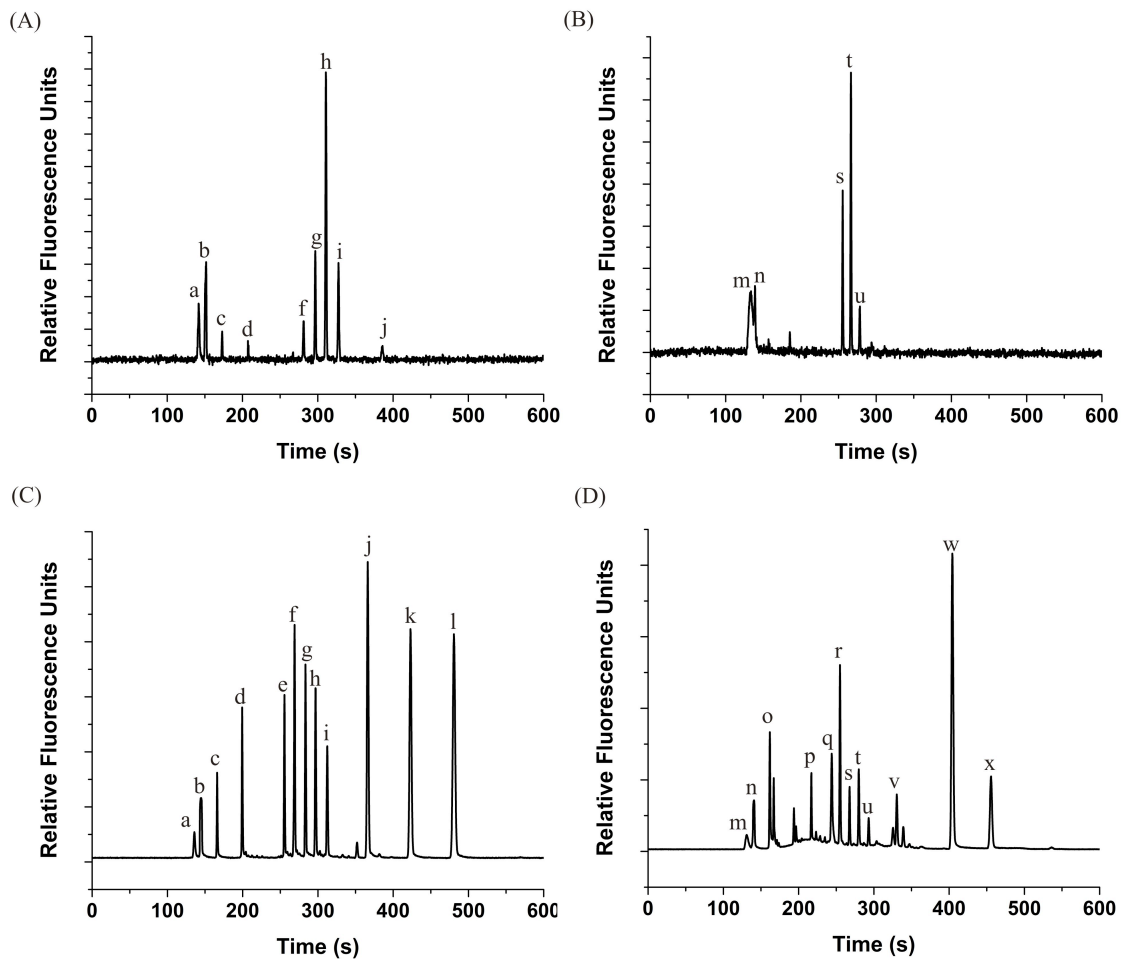 (A)
Relative Fluorescence Units
a
b
c
d
f
g
h
i
j
0 100 200 300 400 500 600
Time (s)
(B)
Relative Fluorescence Units
m
n
s
t
u
0 100 200 300 400 500 600
Time (s)
(C)
Relative Fluorescence Units
a
b
c
d
e
f
g
h
i
j
k
l
0 100 200 300 400 500 600
Time (s)
(D)
Relative Fluorescence Units
m
n
o
p
q
r
s
t
u
v
w
x
0 100 200 300 400 500 600
Time (s)